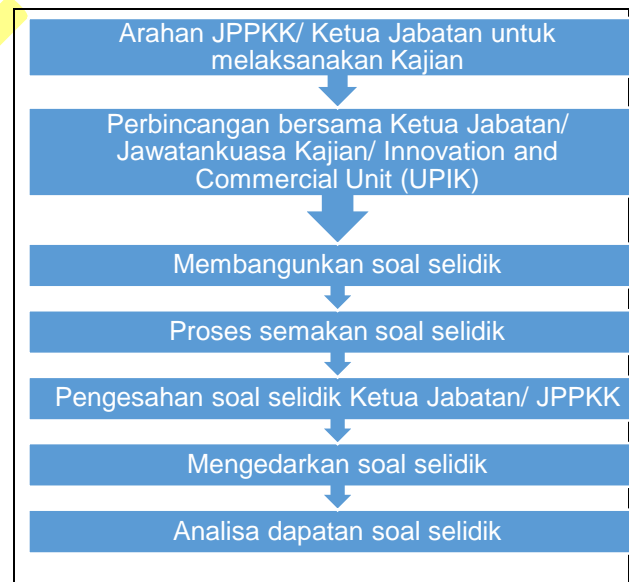 Arahan JPPKK/ Ketua Jabatan untuk
melaksanakan Kajian
Perbincangan bersama Ketua Jabatan/
Jawatankuasa Kajian/ Innovation and
Commercial Unit (UPIK)
Membangunkan soal selidik
Proses semakan soal selidik
Pengesahan soal selidik Ketua Jabatan/ JPPKK
Mengedarkan soal selidik
Analisa dapatan soal selidik